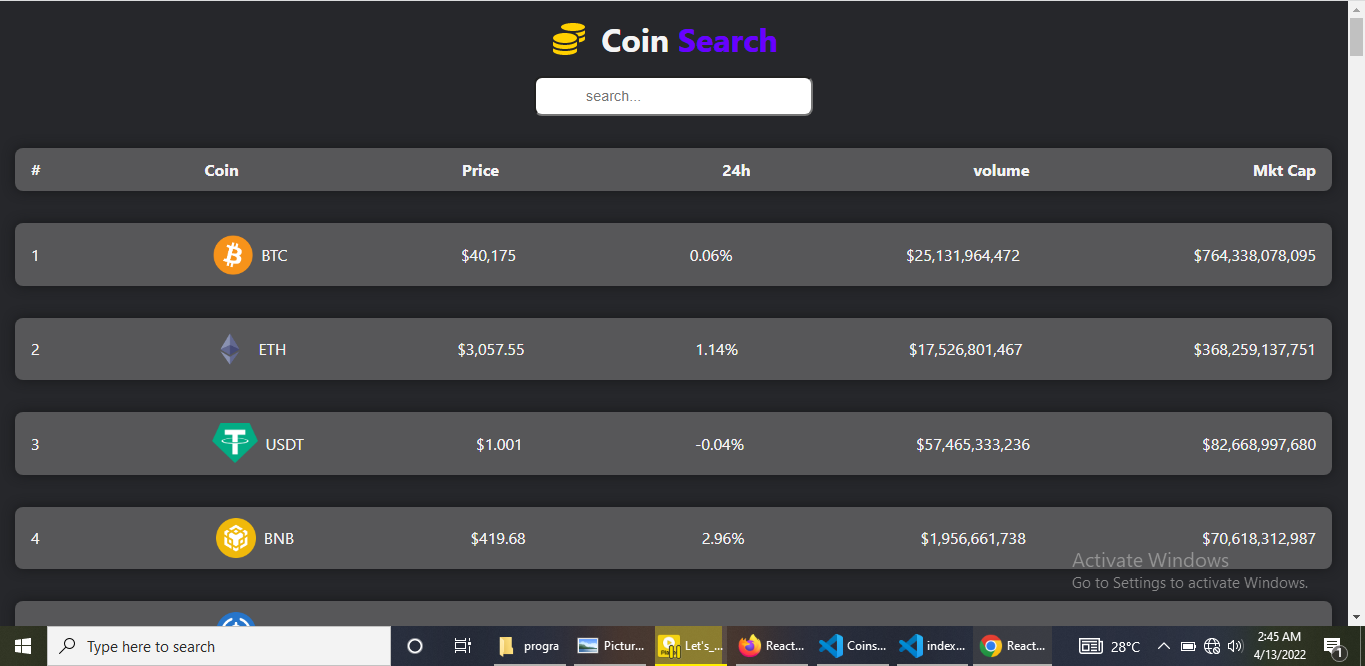 Coin Search
search...
# Coin Price 24h volume Mkt Cap
1 BTC $40,175 0.06% $25,131,964,472 $764,338,078,095
2 ETH $3,057.55 1.14% $17,526,801,467 $368,259,137,751
3 USDT $1.001 -0.04% $57,465,333,236 $82,668,997,680
4 BNB $419.68 2.96% $1,956,661,738 $70,618,312,987
Activate Windows
Go to Settings to activate Windows.
Type here to search progra Pictur... Let's_... React... Coins... index... React... 28°C 2:45 AM
4/13/2022 1